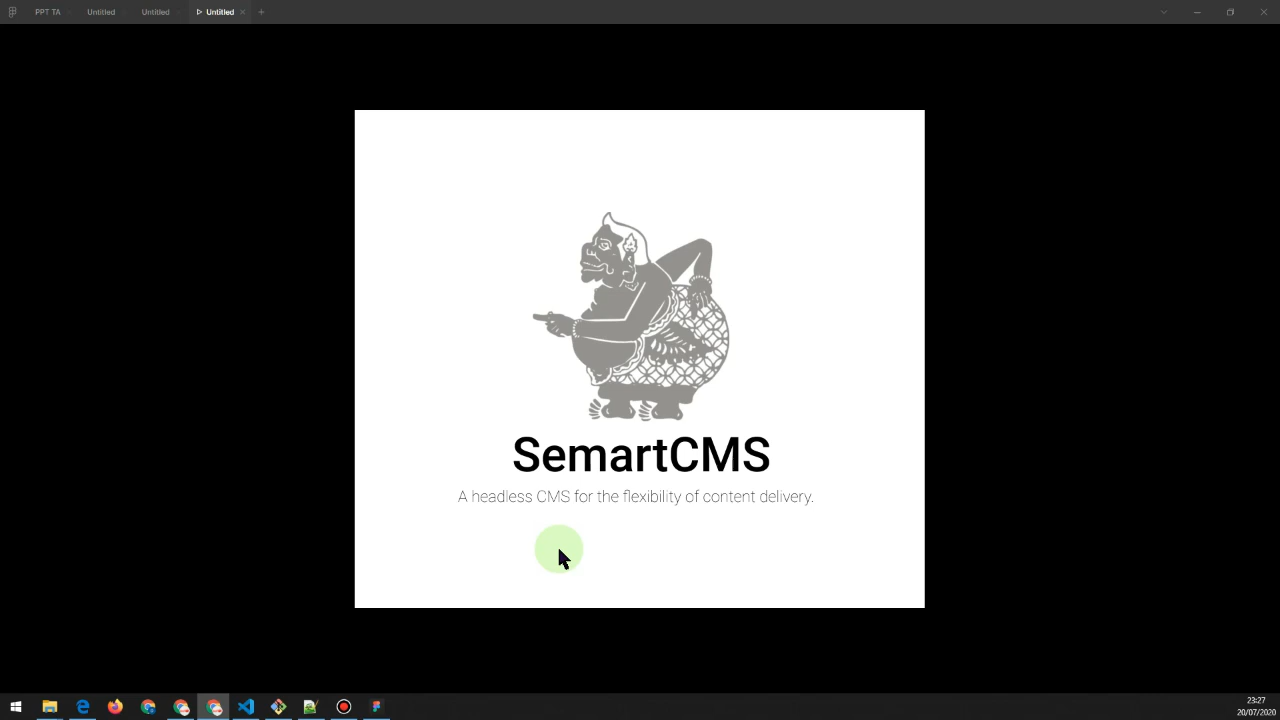 PPT TA
Untitled
Untitled
Untitled
SemartCMS
A headless CMS for the flexibility of content delivery.
23:27
20/07/2020